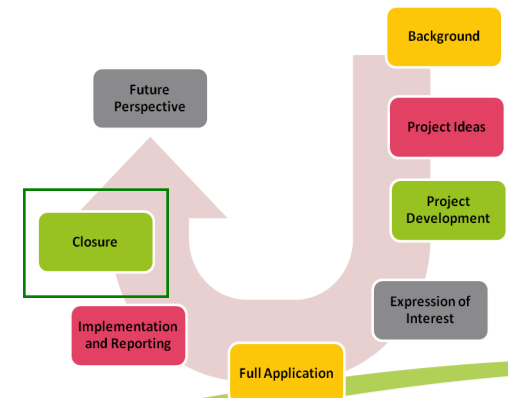 Background
Project Ideas
Project
Development
Expression of
Interest
Full Application
Implementation
and Reporting
Closure
Future
Perspective